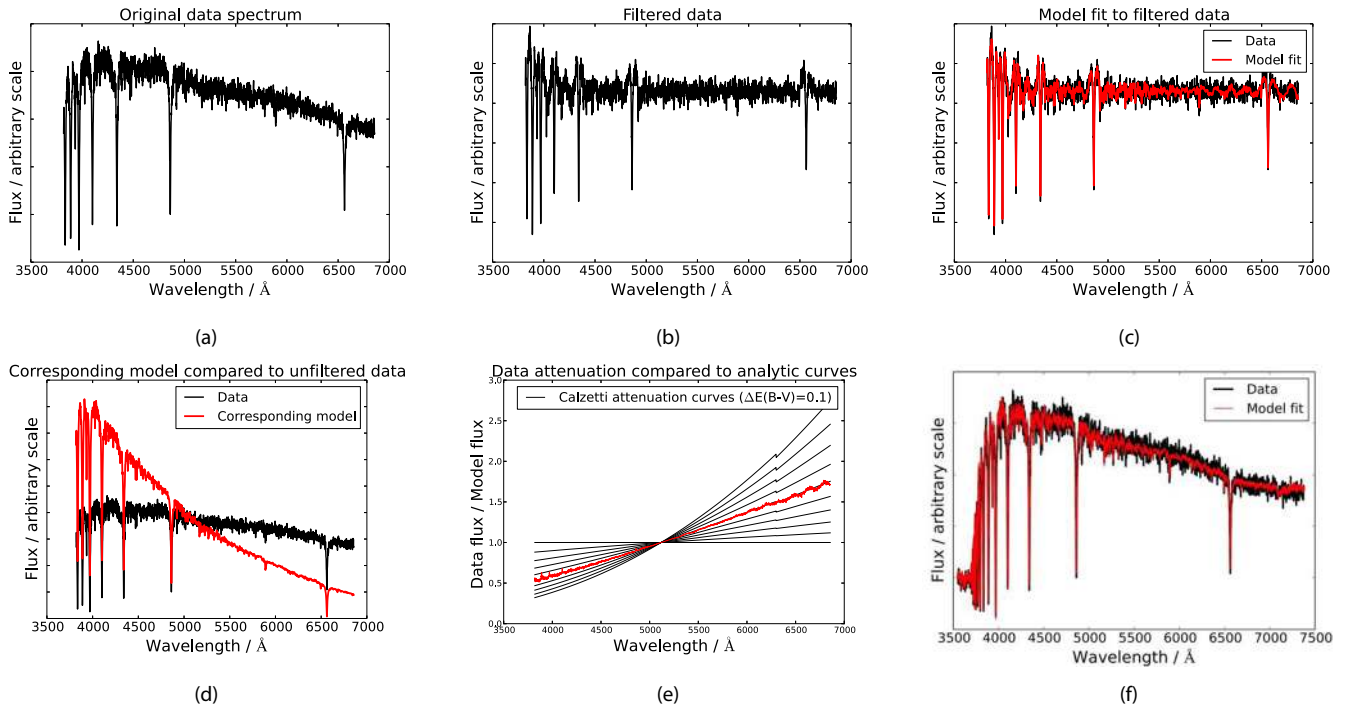 Original data spectrum
Flux / arbitrary scale
3500 4000 4500 5000 5500 6000 6500 7000
Wavelength / Å
(a)
Filtered data
Flux / arbitrary scale
3500 4000 4500 5000 5500 6000 6500 7000
Wavelength / Å
(b)
Model fit to filtered data
Data
Model fit
Flux / arbitrary scale
3500 4000 4500 5000 5500 6000 6500 7000
Wavelength / Å
(c)
Corresponding model compared to unfiltered data
Data
Corresponding model
Flux / arbitrary scale
3500 4000 4500 5000 5500 6000 6500 7000
Wavelength / Å
(d)
Data attenuation compared to analytic curves
Calzetti attenuation curves (ΔE(B-V)=0.1)
Data flux / Model flux
3.0
2.5
2.0
1.5
1.0
0.5
0.0
3500 4000 4500 5000 5500 6000 6500 7000
Wavelength / Å
(e)
Data
Model fit
Flux / arbitrary scale
3500 4000 4500 5000 5500 6000 6500 7000 7500
Wavelength / Å
(f)